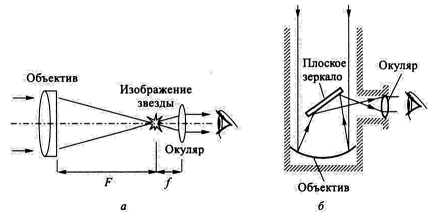 Объектив
Изображение
звезды
Окуляр
F
f
а
Плоское
зеркало
Окуляр
Объектив
б